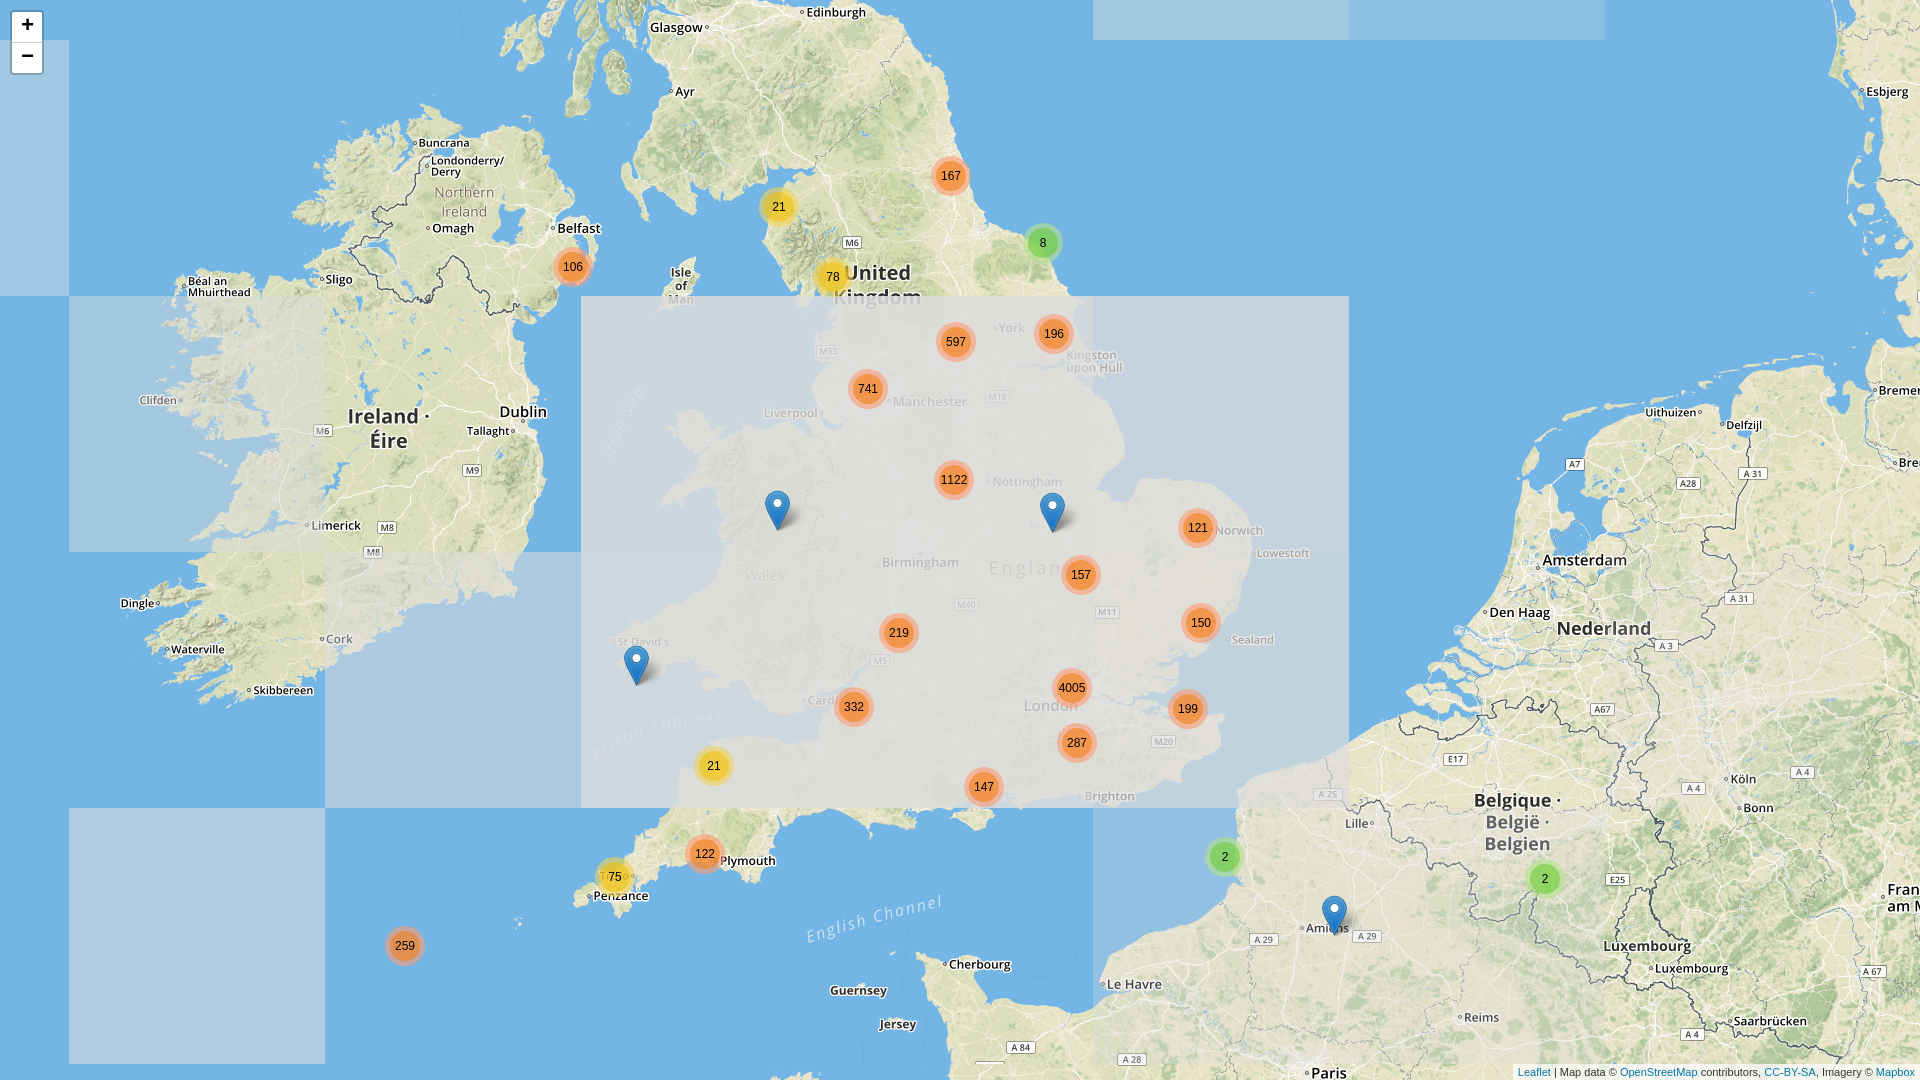 +
−
Edinburgh
Glasgow
Ayr
Esbjerg
Buncrana
Londonderry/
Derry
Northern
Ireland
Omagh
Belfast
167
21
8
M6
106
78
United
Kingdom
Isle
of
Man
Sligo
Béal an
Mhuirthead
York
196
597
M55
Kingston
upon Hull
741
Manchester
M18
Liverpool
Irish Sea
Clifden
Ireland ·
Éire
Dublin
Tallaght
M6
M9
Uithuizen
Delfzijl
Bremer
A7
A 31
A28
Bre
1122
Nottingham
Limerick
M8
M8
121
Norwich
Lowestoft
Birmingham
Englan
157
Wales
Amsterdam
Dingle
M40
M11
Den Haag
A 31
Nederland
Cork
St David's
219
150
Sealand
A 3
Waterville
M5
Skibbereen
4005
London
199
332
A67
Bristol Channel
287
M20
E17
21
147
Brighton
A 25
Köln
A 4
A 4
Bonn
Belgique ·
België ·
Belgien
Lille
122
Plymouth
75
Penzance
2
2
E25
Fran
am M
English Channel
Amiens
A 29
A 29
259
Luxembourg
Luxembourg
A 67
Cherbourg
Guernsey
Le Havre
Jersey
Reims
Saarbrücken
A 84
A 28
A 4
Paris
Leaflet | Map data © OpenStreetMap contributors, CC-BY-SA, Imagery © Mapbox